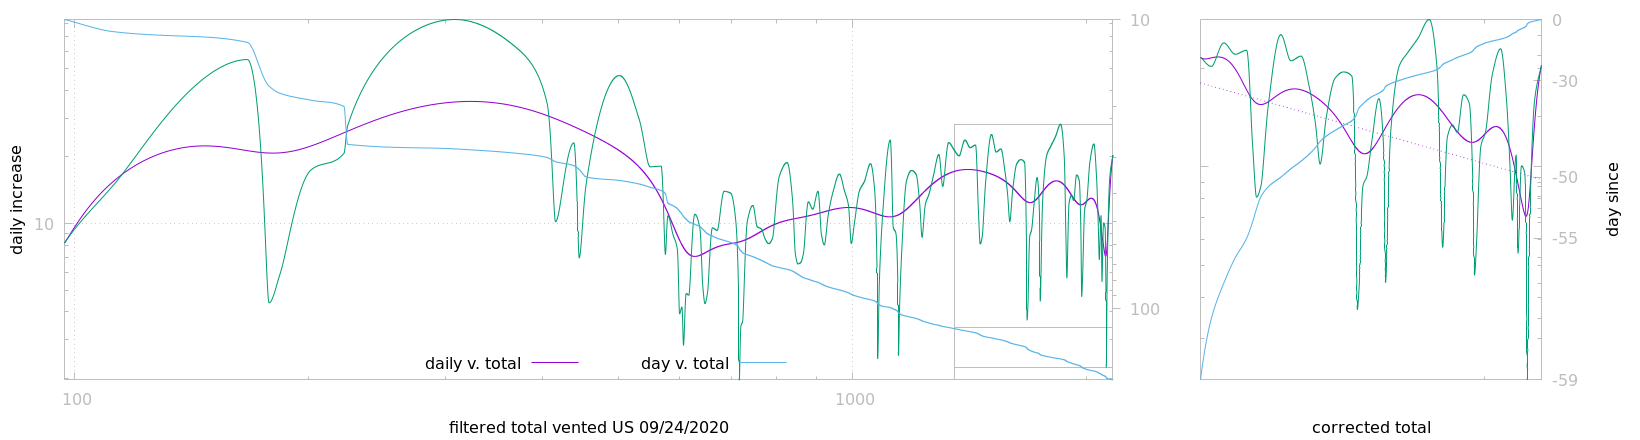 10
0
-30
-50
-55
-59
daily increase
10
day since
100
daily v. total
day v. total
100
1000
filtered total vented US 09/24/2020
corrected total